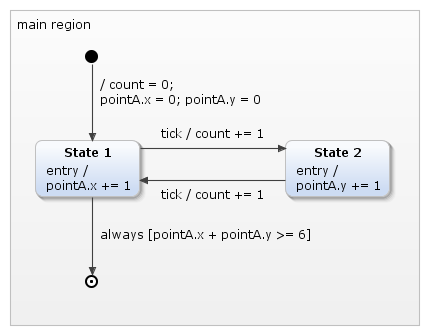 main region
/ count = 0;
pointA.x = 0; pointA.y = 0
tick / count += 1
State 1
entry /
pointA.x += 1
State 2
entry /
pointA.y += 1
tick / count += 1
always [pointA.x + pointA.y >= 6]